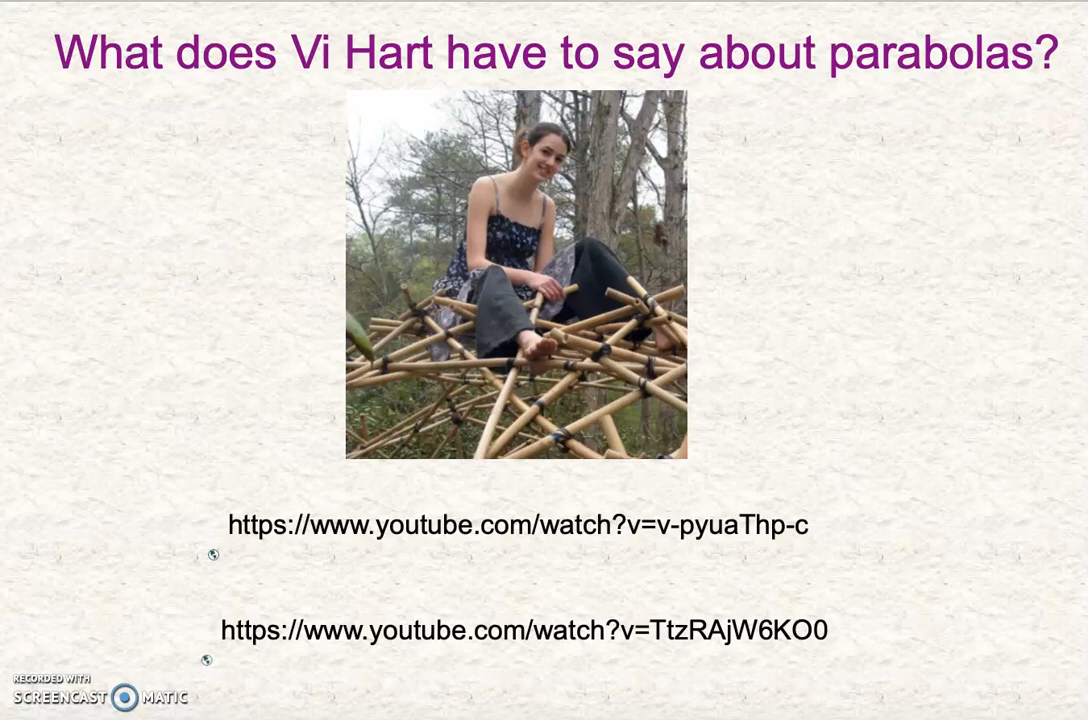 What does Vi Hart have to say about parabolas?
https://www.youtube.com/watch?v=v-pyuaThp-c
https://www.youtube.com/watch?v=TtzRAjW6KO0
RECORDED WITH
SCREENCAST MATIC